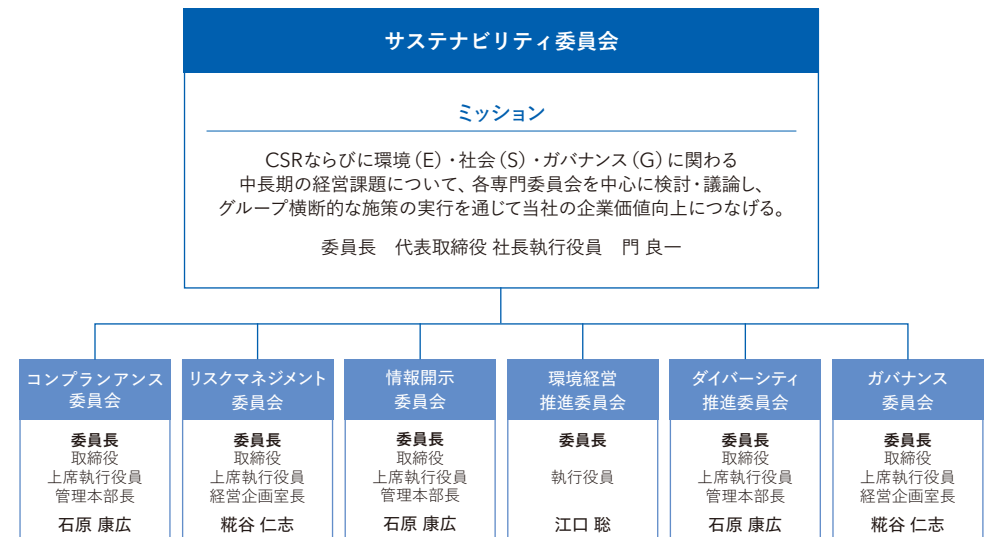 サステナビリティ委員会
ミッション
CSRならびに環境（E）・社会（S）・ガバナンス（G）に関わる
中長期の経営課題について、各専門委員会を中心に検討・議論し、
グループ横断的な施策の実行を通じて当社の企業価値向上につなげる。
委員長　代表取締役 社長執行役員　門 良一
コンプランアンス
委員会
委員長
取締役
上席執行役員
管理本部長
石原 康広
リスクマネジメント
委員会
委員長
取締役
上席執行役員
経営企画室長
糀谷 仁志
情報開示
委員会
委員長
取締役
上席執行役員
管理本部長
石原 康広
環境経営
推進委員会
委員長
執行役員
江口 聡
ダイバーシティ
推進委員会
委員長
取締役
上席執行役員
管理本部長
石原 康広
ガバナンス
委員会
委員長
取締役
上席執行役員
経営企画室長
糀谷 仁志